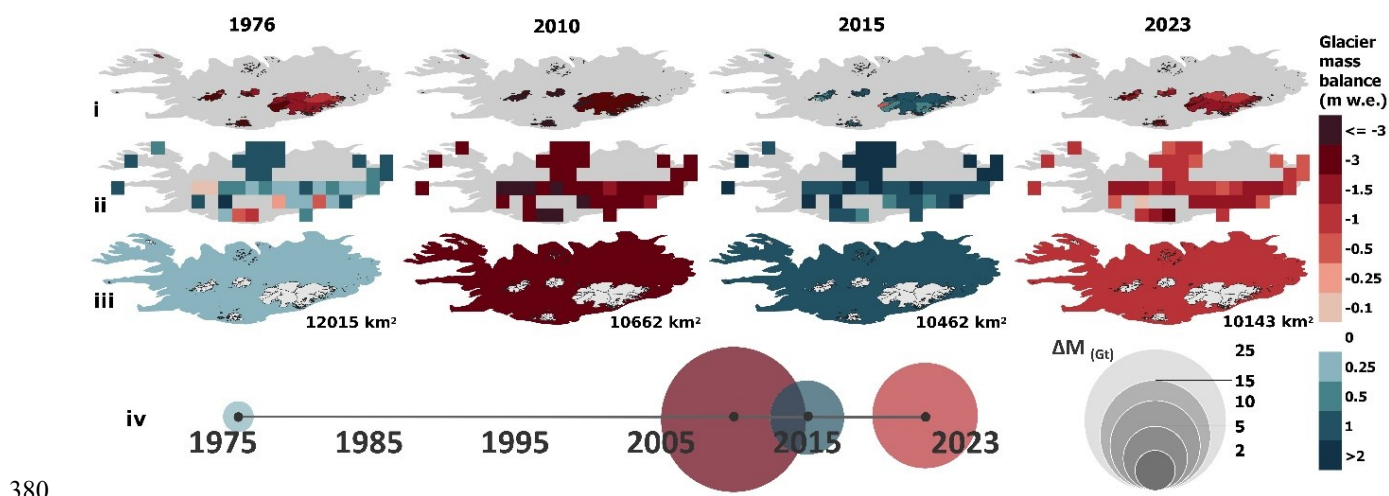 1976
2010
2015
2023
Glacier
mass
balance
(m w.e.)
i
<= -3
-3
ii
-1.5
-1
-0.5
-0.25
iii
-0.1
12015 km²
10662 km²
10462 km²
10143 km²
0
ΔM (Gt)
25
0.25
15
0.5
10
iv
1
5
1975
1985
1995
2005
2015
2023
2
>2
380